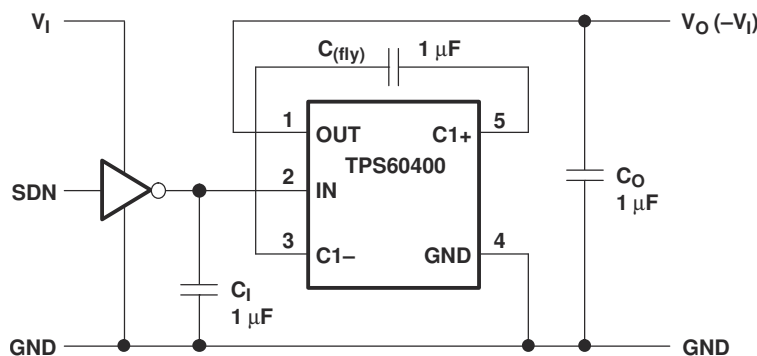 V_I
V_O (–V_I)
C_(fly)
1 µF
1
OUT
C1+
5
TPS60400
SDN
2
IN
C_O
1 µF
3
C1–
GND
4
C_I
1 µF
GND
GND